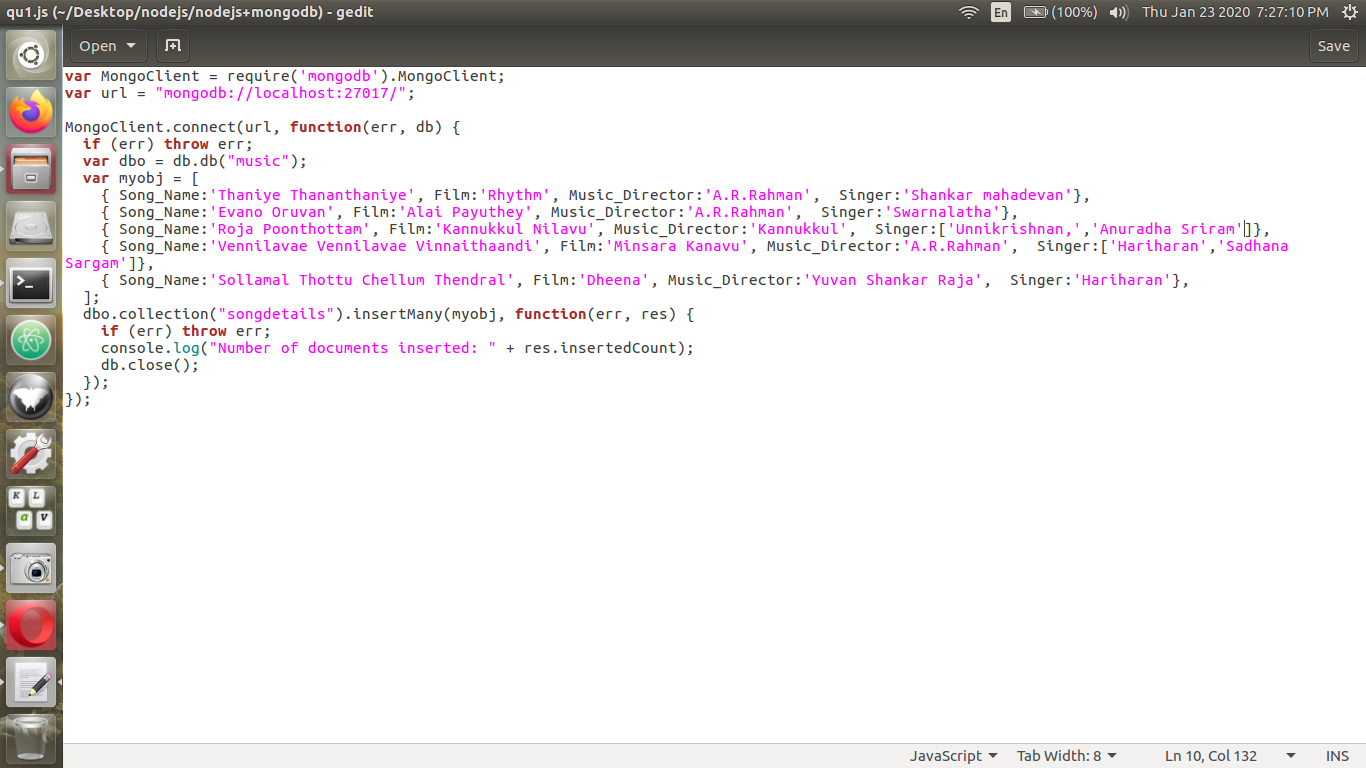 qu1.js (~/Desktop/nodejs/nodejs+mongodb) - gedit
En (100%) Thu Jan 23 2020 7:27:10 PM
Open Save
var MongoClient = require('mongodb').MongoClient;
var url = "mongodb://localhost:27017/";
MongoClient.connect(url, function(err, db) {
  if (err) throw err;
  var dbo = db.db("music");
  var myobj = [
    { Song_Name:'Thaniye Thananthaniye', Film:'Rhythm', Music_Director:'A.R.Rahman',  Singer:'Shankar mahadevan'},
    { Song_Name:'Evano Oruvan', Film:'Alai Payuthey', Music_Director:'A.R.Rahman',  Singer:'Swarnalatha'},
    { Song_Name:'Roja Poonthottam', Film:'Kannukkul Nilavu', Music_Director:'Kannukkul',  Singer:['Unnikrishnan,','Anuradha Sriram']},
    { Song_Name:'Vennilavae Vennilavae Vinnaithaandi', Film:'Minsara Kanavu', Music_Director:'A.R.Rahman',  Singer:['Hariharan','Sadhana
Sargam']},
    { Song_Name:'Sollamal Thottu Chellum Thendral', Film:'Dheena', Music_Director:'Yuvan Shankar Raja',  Singer:'Hariharan'},
  ];
  dbo.collection("songdetails").insertMany(myobj, function(err, res) {
    if (err) throw err;
    console.log("Number of documents inserted: " + res.insertedCount);
    db.close();
  });
});
K L
a v
JavaScript Tab Width: 8 Ln 10, Col 132 INS